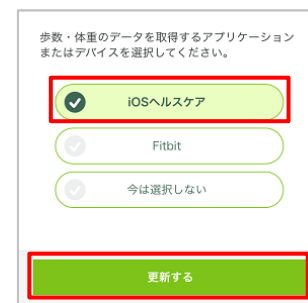 歩数・体重のデータを取得するアプリケーション
またはデバイスを選択してください。
iOSヘルスケア
Fitbit
今は選択しない
更新する